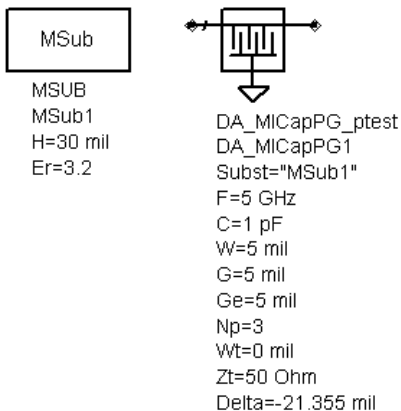 MSub
MSUB
MSub1
H=30 mil
Er=3.2
DA_MICapPG_ptest
DA_MICapPG1
Subst="MSub1"
F=5 GHz
C=1 pF
W=5 mil
G=5 mil
Ge=5 mil
Np=3
Wt=0 mil
Zt=50 Ohm
Delta=-21.355 mil